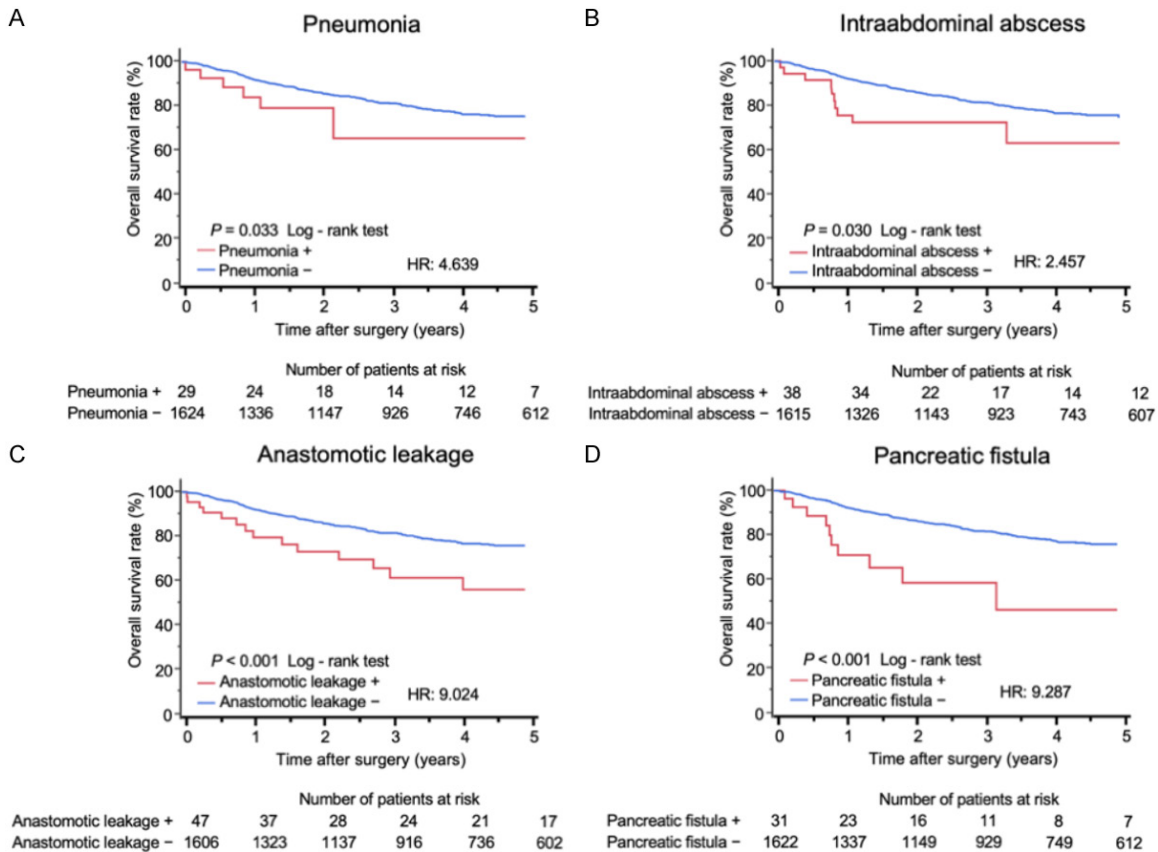 A
Pneumonia
Overall survival rate (%)
100
80
60
40
20
0
P = 0.033 Log - rank test
Pneumonia +
Pneumonia −
HR: 4.639
0 1 2 3 4 5
Time after surgery (years)
Number of patients at risk
Pneumonia + 29 24 18 14 12 7
Pneumonia − 1624 1336 1147 926 746 612
B
Intraabdominal abscess
Overall survival rate (%)
100
80
60
40
20
0
P = 0.030 Log - rank test
Intraabdominal abscess +
Intraabdominal abscess −
HR: 2.457
0 1 2 3 4 5
Time after surgery (years)
Number of patients at risk
Intraabdominal abscess + 38 34 22 17 14 12
Intraabdominal abscess − 1615 1326 1143 923 743 607
C
Anastomotic leakage
Overall survival rate (%)
100
80
60
40
20
0
P < 0.001 Log - rank test
Anastomotic leakage +
Anastomotic leakage −
HR: 9.024
0 1 2 3 4 5
Time after surgery (years)
Number of patients at risk
Anastomotic leakage + 47 37 28 24 21 17
Anastomotic leakage − 1606 1323 1137 916 736 602
D
Pancreatic fistula
Overall survival rate (%)
100
80
60
40
20
0
P < 0.001 Log - rank test
Pancreatic fistula +
Pancreatic fistula −
HR: 9.287
0 1 2 3 4 5
Time after surgery (years)
Number of patients at risk
Pancreatic fistula + 31 23 16 11 8 7
Pancreatic fistula − 1622 1337 1149 929 749 612